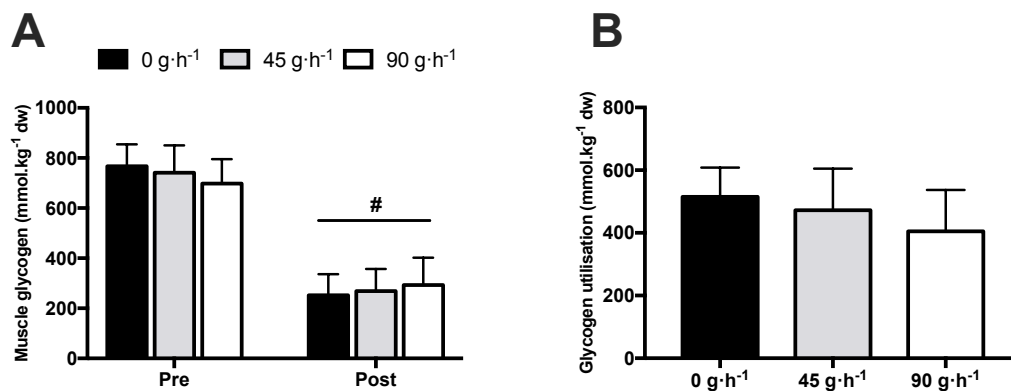 A
B
0 g·h⁻¹ 45 g·h⁻¹ 90 g·h⁻¹
Muscle glycogen (mmol.kg⁻¹ dw)
1000
800
600
400
200
0
#
Pre Post
Glycogen utilisation (mmol.kg⁻¹ dw)
800
600
400
200
0
0 g·h⁻¹ 45 g·h⁻¹ 90 g·h⁻¹